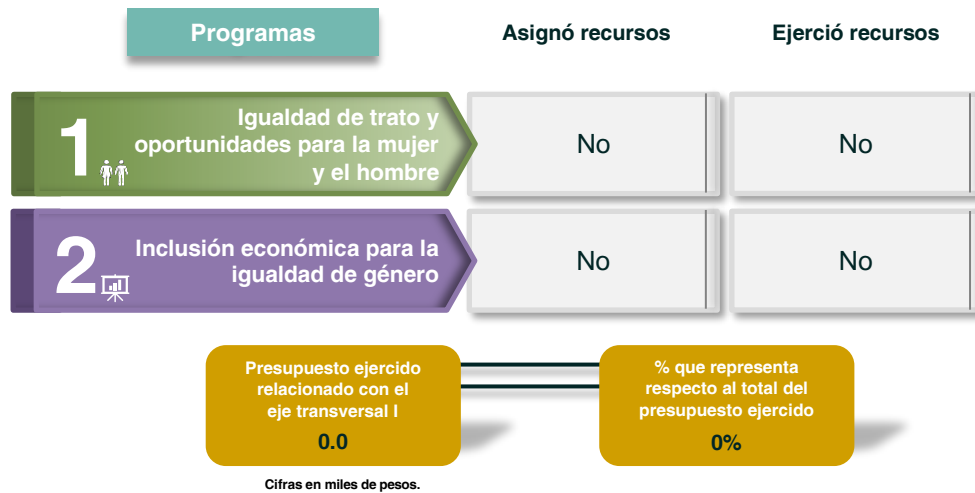 Programas
Asignó recursos
Ejerció recursos
1
Igualdad de trato y
oportunidades para la mujer
y el hombre
No
No
2
Inclusión económica para la
igualdad de género
No
No
Presupuesto ejercido
relacionado con el
eje transversal I
0.0
% que representa
respecto al total del
presupuesto ejercido
0%
Cifras en miles de pesos.